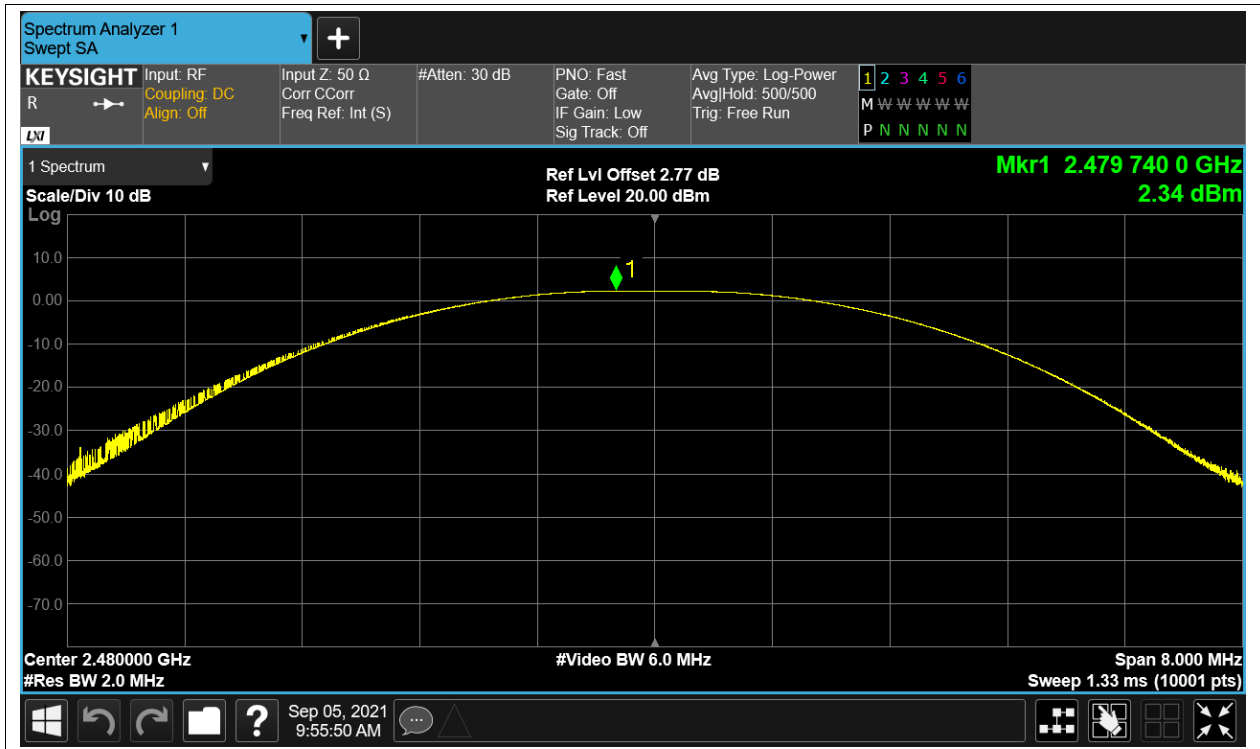 Spectrum Analyzer 1
Swept SA
KEYSIGHT
R
LXI
Input: RF
Coupling: DC
Align: Off
Input Z: 50 Ω
Corr CCorr
Freq Ref: Int (S)
#Atten: 30 dB
PNO: Fast
Gate: Off
IF Gain: Low
Sig Track: Off
Avg Type: Log-Power
Avg|Hold: 500/500
Trig: Free Run
1 2 3 4 5 6
M W W W W W
P N N N N N
1 Spectrum
Scale/Div 10 dB
Log
Ref Lvl Offset 2.77 dB
Ref Level 20.00 dBm
Mkr1 2.479 740 0 GHz
2.34 dBm
1
10.0
0.00
-10.0
-20.0
-30.0
-40.0
-50.0
-60.0
-70.0
Center 2.480000 GHz
#Res BW 2.0 MHz
#Video BW 6.0 MHz
Span 8.000 MHz
Sweep 1.33 ms (10001 pts)
?
Sep 05, 2021
9:55:50 AM